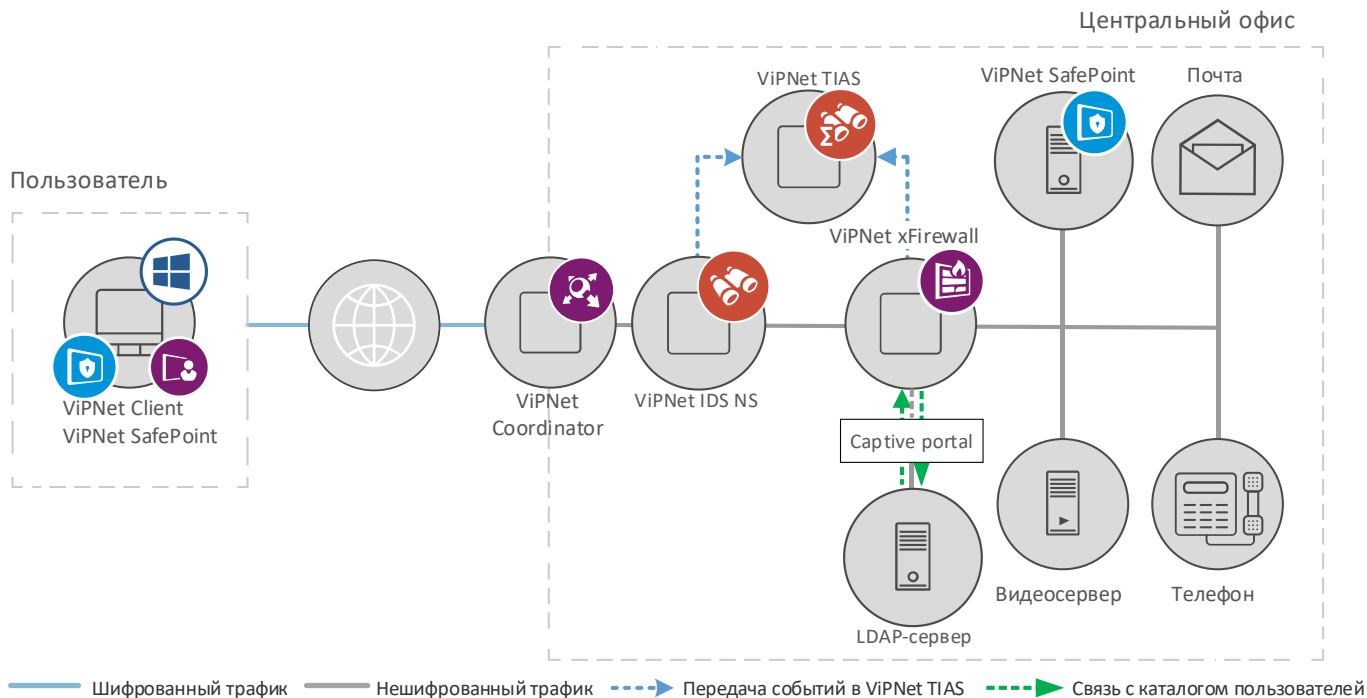 Центральный офис
ViPNet TIAS
ViPNet SafePoint
Почта
Пользователь
ViPNet xFirewall
ViPNet Client
ViPNet SafePoint
ViPNet
Coordinator
ViPNet IDS NS
Captive portal
Видеосервер
Телефон
LDAP-сервер
Шифрованный трафик
Нешифрованный трафик
Передача событий в ViPNet TIAS
Связь с каталогом пользователей